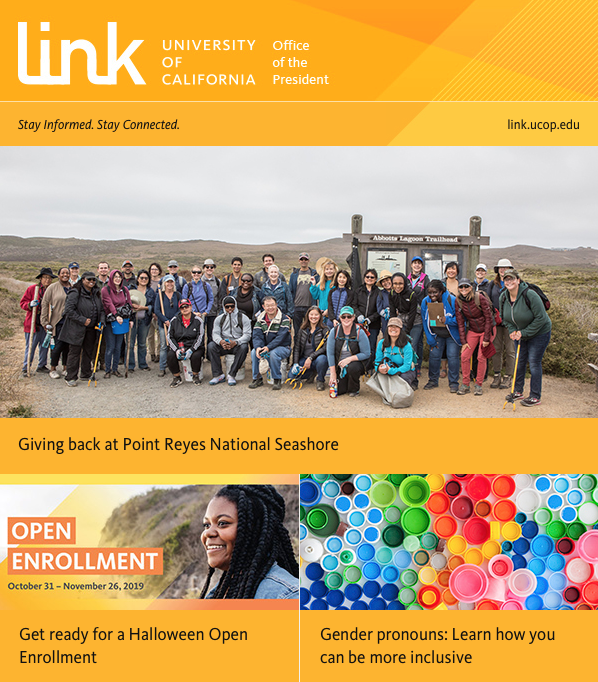 Link
UNIVERSITY
OF
CALIFORNIA
Office
of the
President
Stay Informed. Stay Connected.
link.ucop.edu
Abbotts Lagoon Trailhead
Giving back at Point Reyes National Seashore
OPEN
ENROLLMENT
October 31 – November 26, 2019
Get ready for a Halloween Open
Enrollment
Gender pronouns: Learn how you
can be more inclusive